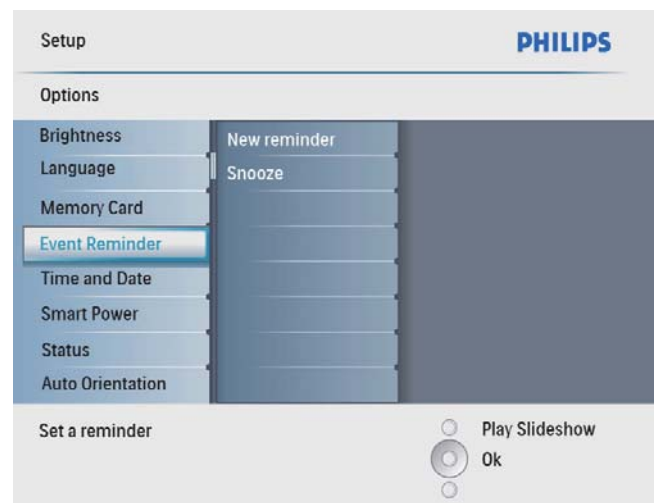 Setup
PHILIPS
Options
Brightness
New reminder
Language
Snooze
Memory Card
Event Reminder
Time and Date
Smart Power
Status
Auto Orientation
Set a reminder
Play Slideshow
Ok